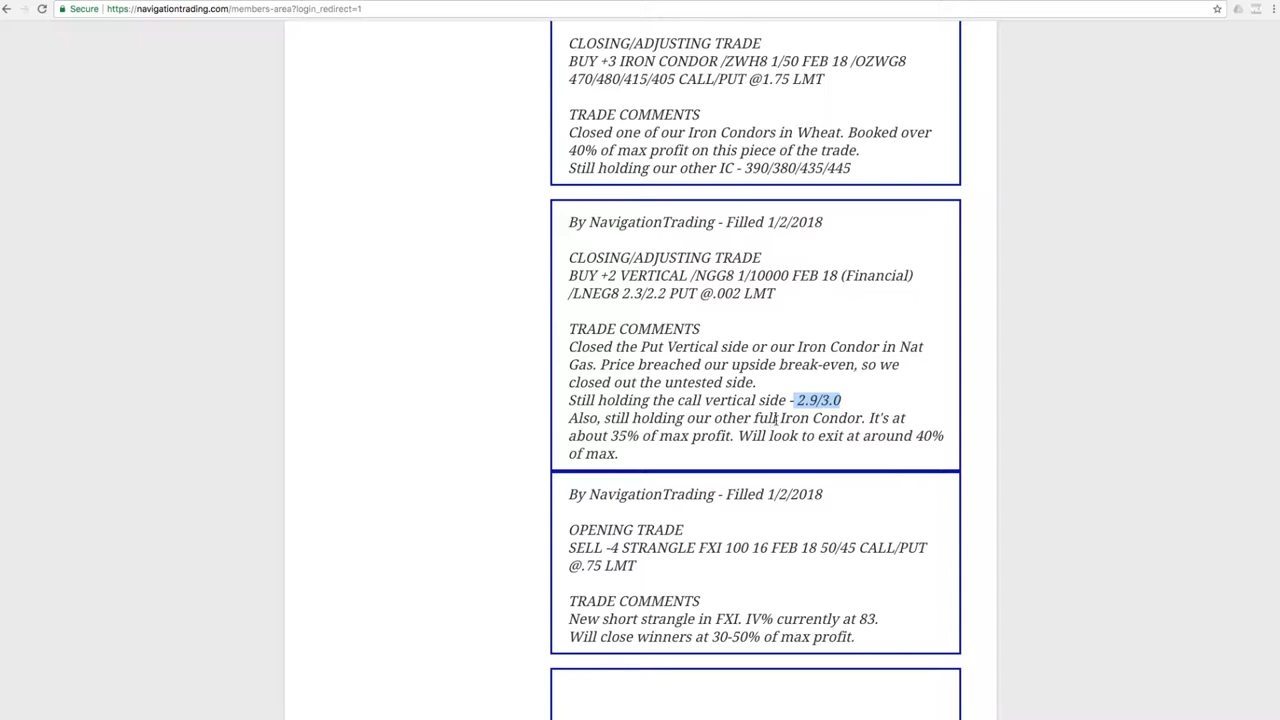 Secure
https://navigationtrading.com/members-area?login_redirect=1
CLOSING/ADJUSTING TRADE
BUY +3 IRON CONDOR /ZWH8 1/50 FEB 18 /OZWG8
470/480/415/405 CALL/PUT @1.75 LMT
TRADE COMMENTS
Closed one of our Iron Condors in Wheat. Booked over
40% of max profit on this piece of the trade.
Still holding our other IC - 390/380/435/445
By NavigationTrading - Filled 1/2/2018
CLOSING/ADJUSTING TRADE
BUY +2 VERTICAL /NGG8 1/10000 FEB 18 (Financial)
/LNEG8 2.3/2.2 PUT @.002 LMT
TRADE COMMENTS
Closed the Put Vertical side or our Iron Condor in Nat
Gas. Price breached our upside break-even, so we
closed out the untested side.
Still holding the call vertical side - 2.9/3.0
Also, still holding our other full Iron Condor. It's at
about 35% of max profit. Will look to exit at around 40%
of max.
By NavigationTrading - Filled 1/2/2018
OPENING TRADE
SELL -4 STRANGLE FXI 100 16 FEB 18 50/45 CALL/PUT
@.75 LMT
TRADE COMMENTS
New short strangle in FXI. IV% currently at 83.
Will close winners at 30-50% of max profit.